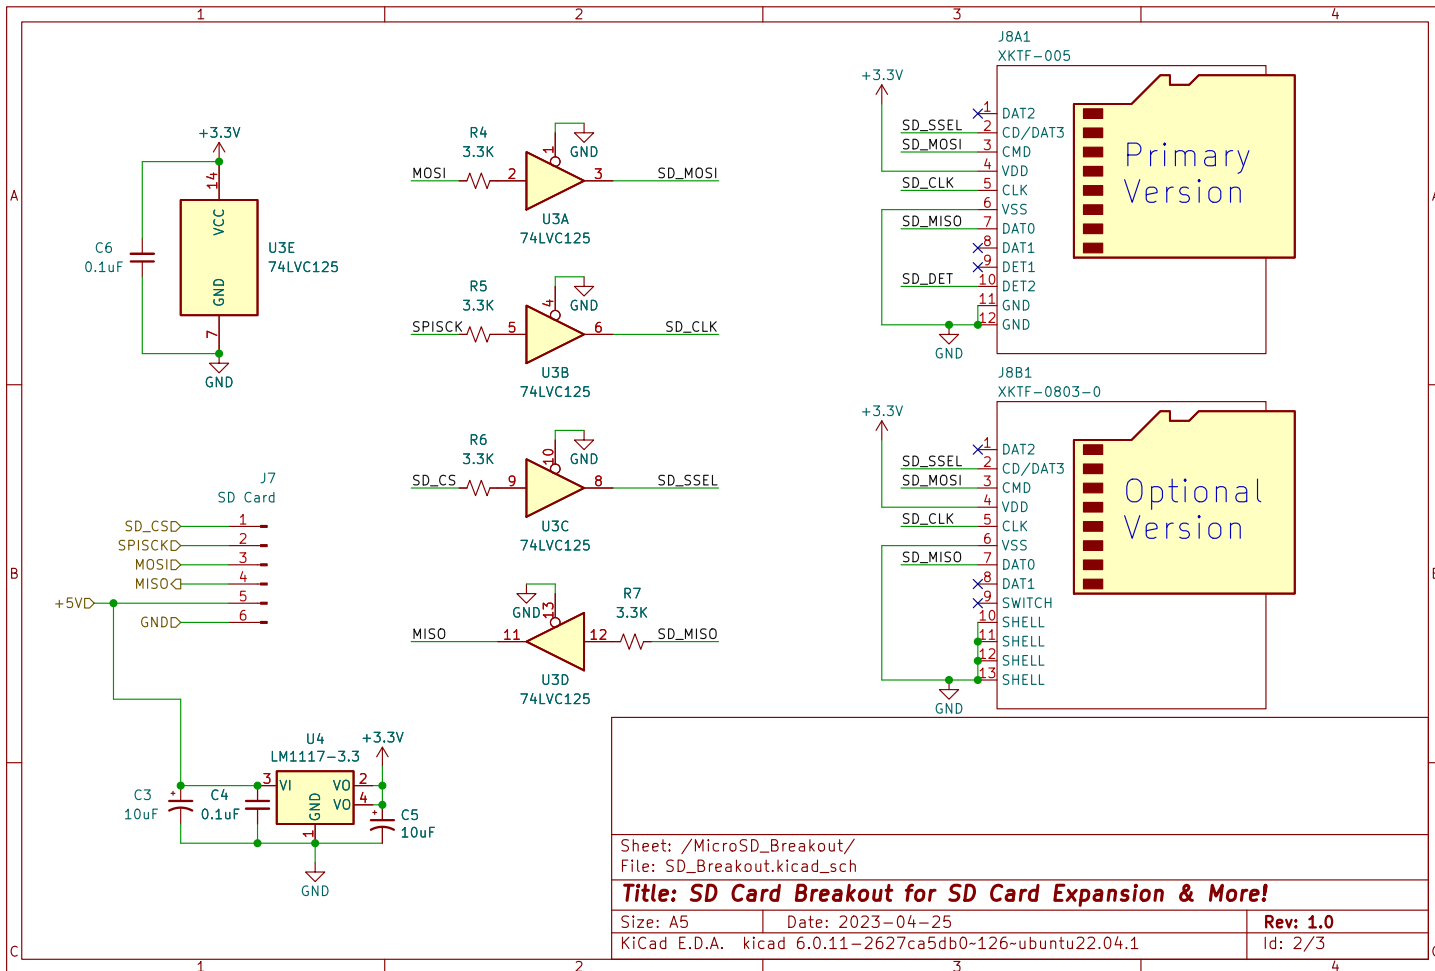 1 2 3 4
A
B
C
A
1 2 3 4
+3.3V
14
VCC
GND
7
C6
0.1uF
U3E
74LVC125
GND
R4
3.3K
MOSI
2
1
3
GND
SD_MOSI
U3A
74LVC125
R5
3.3K
SPISCK
5
4
6
GND
SD_CLK
U3B
74LVC125
R6
3.3K
SD_CS
9
10
8
GND
SD_SSEL
U3C
74LVC125
R7
3.3K
MISO
11
13
12
GND
SD_MISO
U3D
74LVC125
J7
SD Card
SD_CS 1
SPISCK 2
MOSI 3
MISO 4
+5V 5
GND 6
U4
LM1117-3.3
+3.3V
3 VI VO 2
VO 4
GND
1
C3
10uF
C4
0.1uF
+
+
C5
10uF
GND
J8A1
XKTF-005
+3.3V
1 DAT2
SD_SSEL 2 CD/DAT3
SD_MOSI 3 CMD
4 VDD
SD_CLK 5 CLK
6 VSS
SD_MISO 7 DAT0
8 DAT1
9 DET1
SD_DET 10 DET2
11 GND
12 GND
GND
Primary
Version
J8B1
XKTF-0803-0
+3.3V
1 DAT2
SD_SSEL 2 CD/DAT3
SD_MOSI 3 CMD
4 VDD
SD_CLK 5 CLK
6 VSS
SD_MISO 7 DAT0
8 DAT1
9 SWITCH
10 SHELL
11 SHELL
12 SHELL
13 SHELL
GND
Optional
Version
Sheet: /MicroSD_Breakout/
File: SD_Breakout.kicad_sch
Title: SD Card Breakout for SD Card Expansion & More!
Size: A5 Date: 2023-04-25 Rev: 1.0
KiCad E.D.A. kicad 6.0.11-2627ca5db0~126~ubuntu22.04.1 Id: 2/3